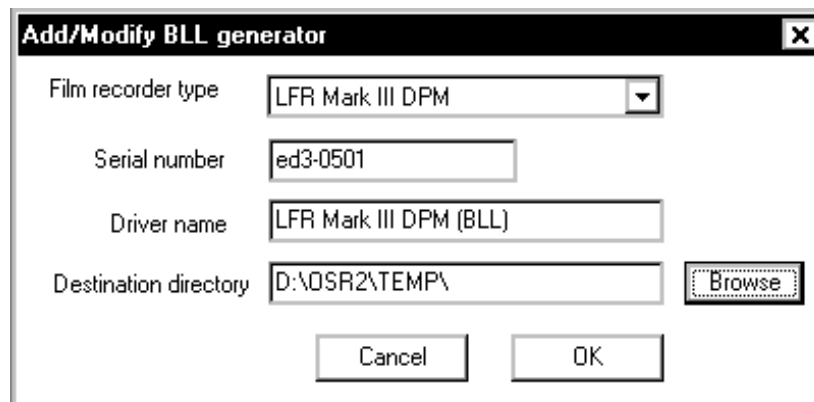 Add/Modify BLL generator
Film recorder type LFR Mark III DPM
Serial number ed3-0501
Driver name LFR Mark III DPM (BLL)
Destination directory D:\OSR2\TEMP\ Browse
Cancel OK